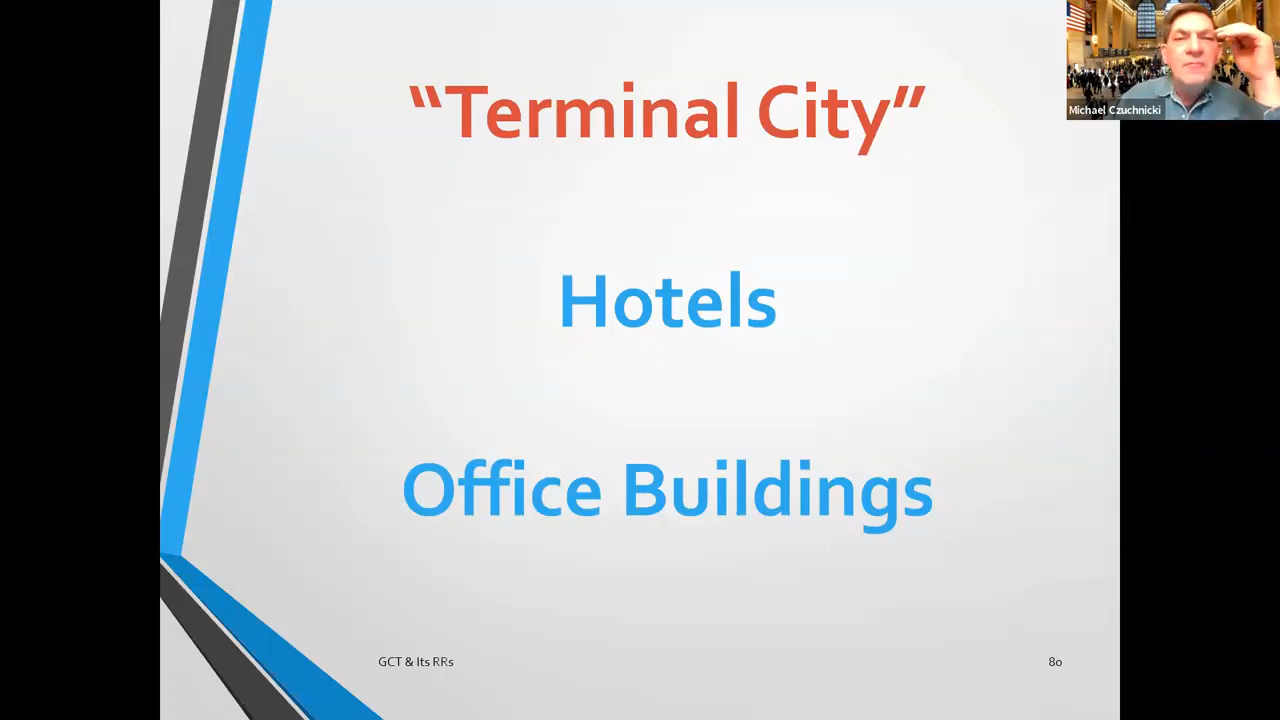 “Terminal City”
Michael Czuchnicki
Hotels
Office Buildings
GCT & Its RRs
80